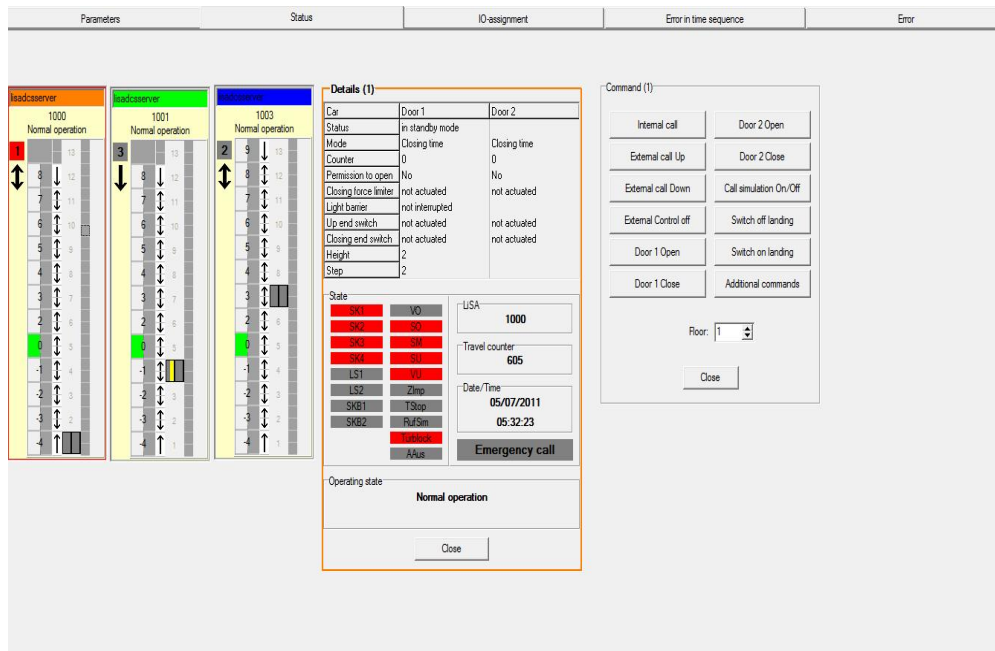 Parameters Status IO-assignment Error in time sequence Error
lisadcsserver
1000
Normal operation
1
13
8 12
7 11
6 10
5 9
4 8
3 7
2 6
0 5
-1 4
-2 3
-3 2
-4
lisadcsserver
1001
Normal operation
3
13
8 12
7 11
6 10
5 9
4 8
3 7
2 6
0 5
-1
-2 3
-3 2
-4 1
lisadcsserver
1003
Normal operation
2
9 13
8 12
7 11
6 10
5 9
4 8
3
2 6
0 5
-1 4
-2 3
-3 2
-4 1
Details (1)
Car Door 1 Door 2
Status in standby mode
Mode Closing time Closing time
Counter 0 0
Permission to open No No
Closing force limiter not actuated not actuated
Light barrier not interrupted
Up end switch not actuated not actuated
Closing end switch not actuated not actuated
Height 2
Step 2
State
SK1 VO
SK2 SO
SK3 SM
SK4 SU
LS1 VU
LS2 ZImp
SKB1 TStop
SKB2 RufSim
Türblock
AAus
LiSA
1000
Travel counter
605
Date/Time
05/07/2011
05:32:23
Emergency call
Operating state
Normal operation
Close
Command (1)
Internal call Door 2 Open
External call Up Door 2 Close
External call Down Call simulation On/Off
External Control off Switch off landing
Door 1 Open Switch on landing
Door 1 Close Additional commands
Floor: 1
Close